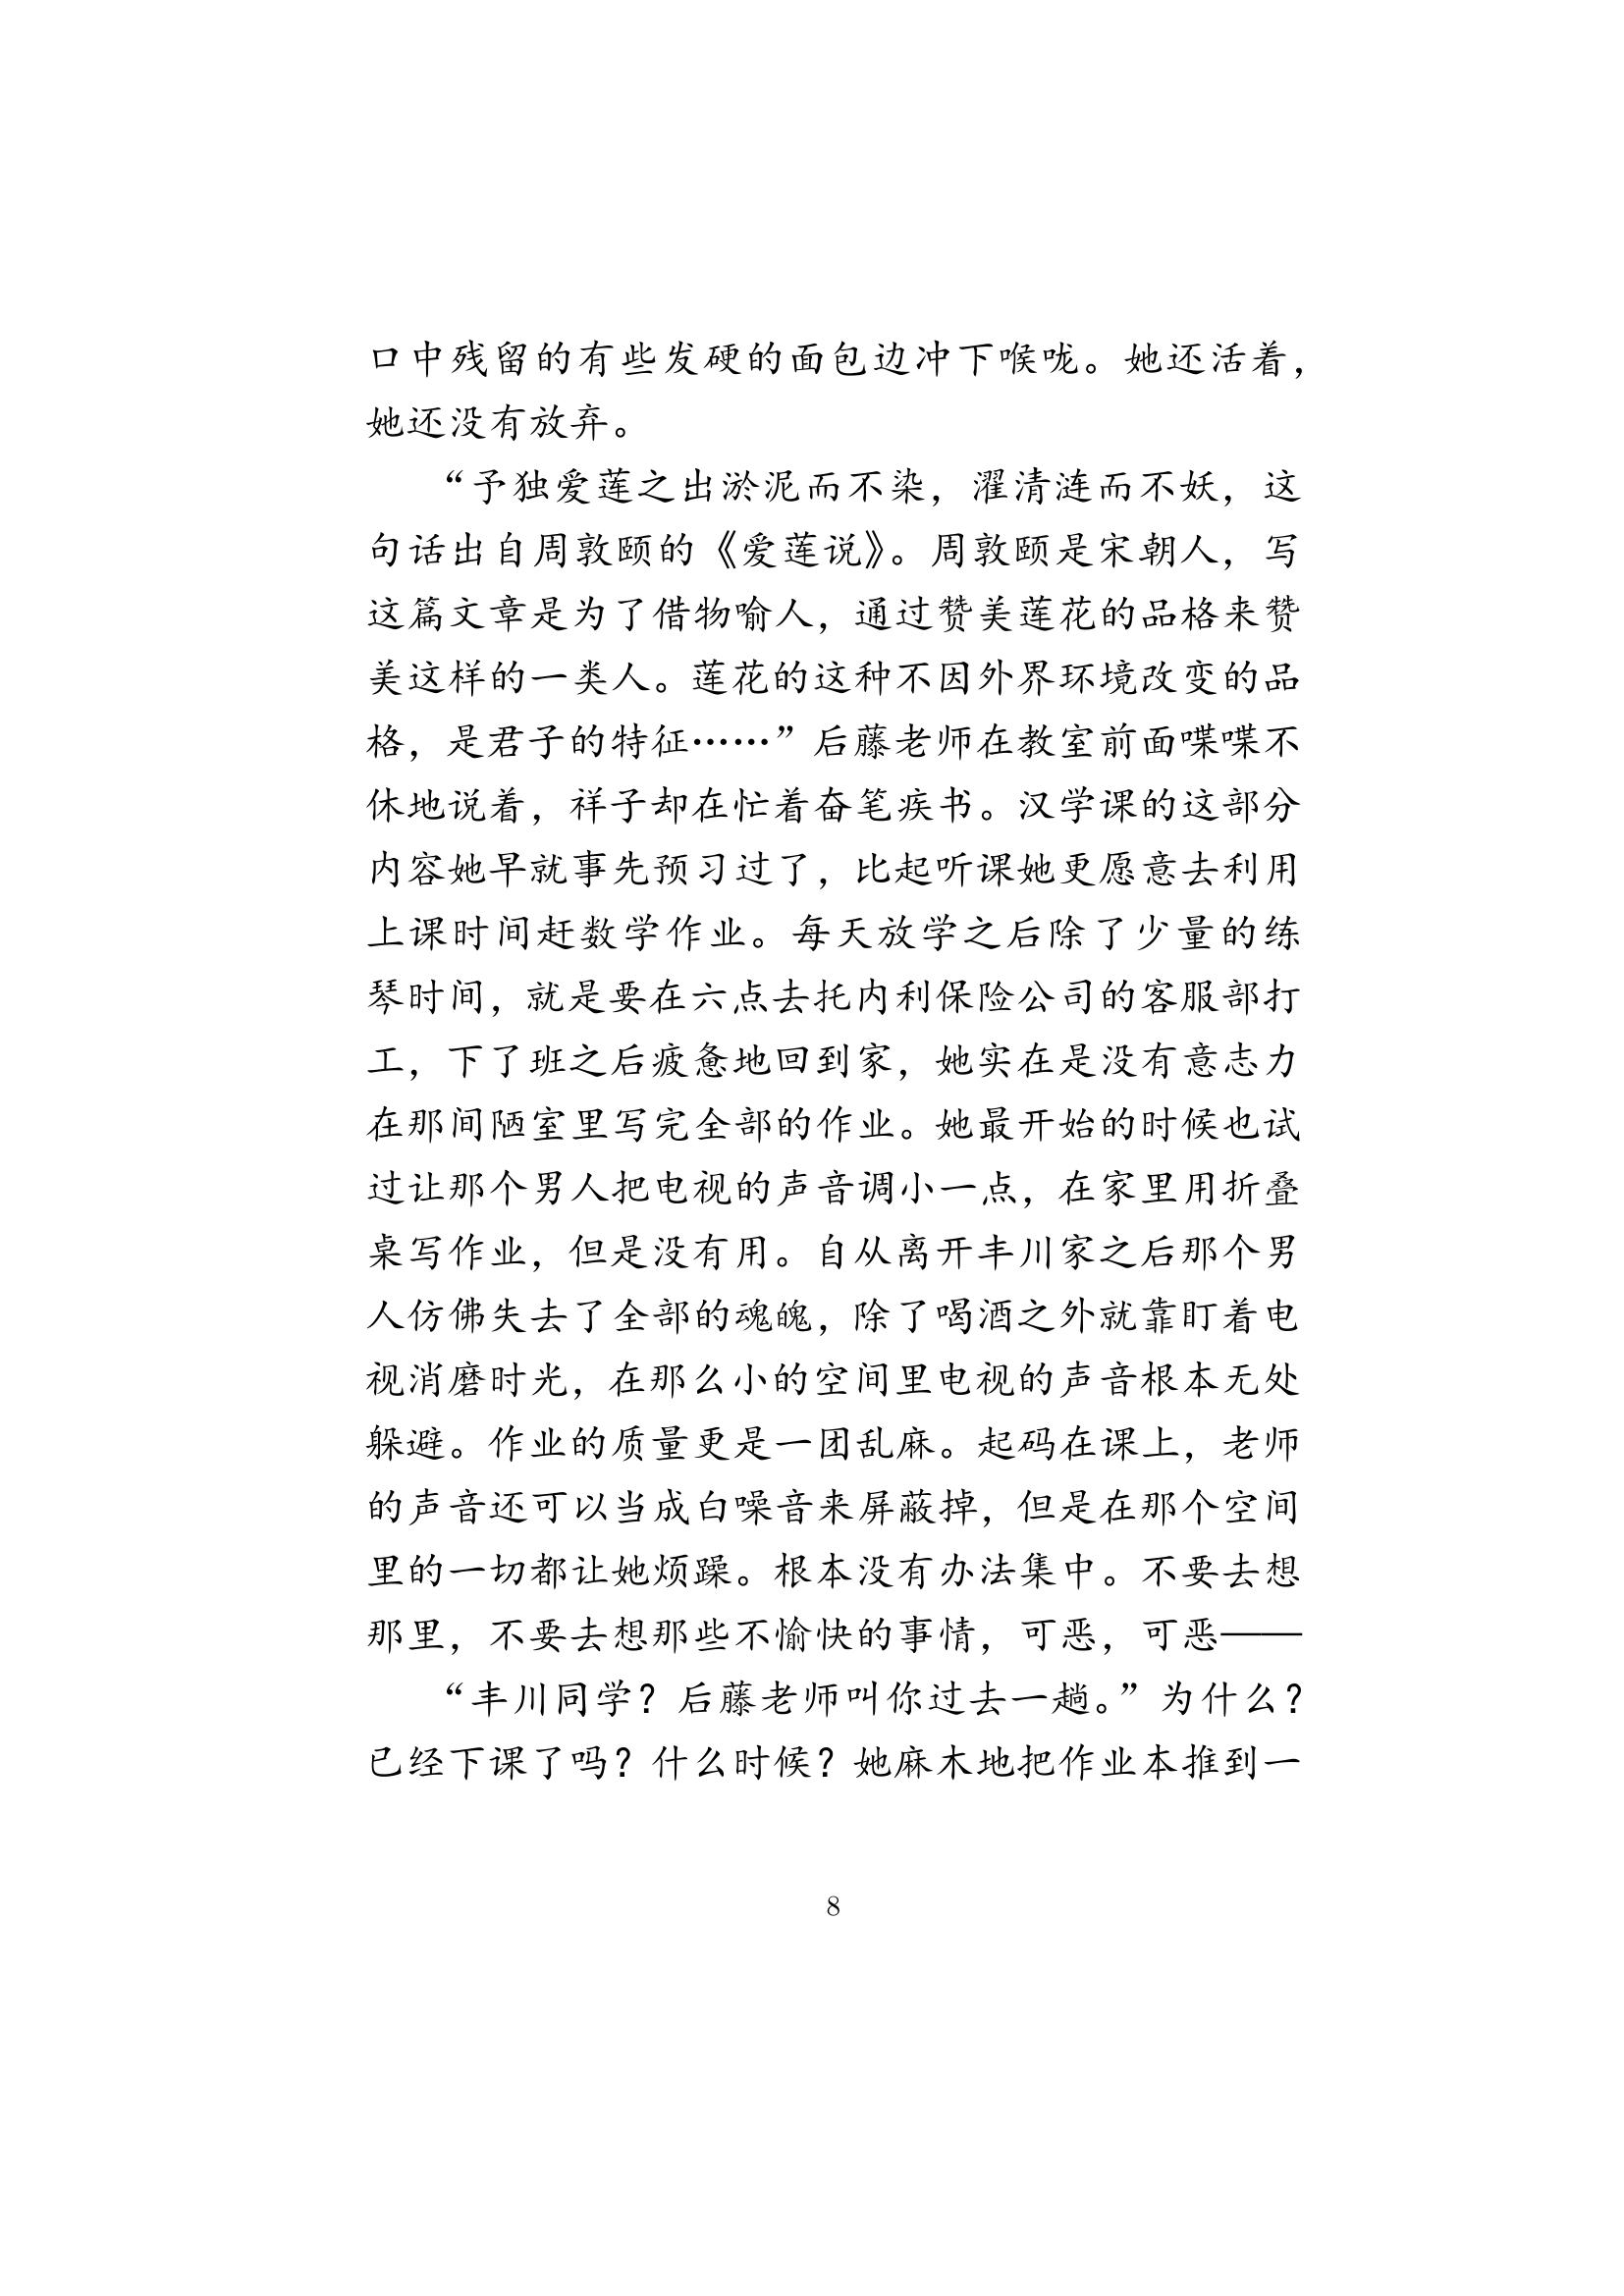 口中残留的有些发硬的面包边冲下喉咙。她还活着，
她还没有放弃。
“予独爱莲之出淤泥而不染，濯清涟而不妖，这
句话出自周敦颐的《爱莲说》。周敦颐是宋朝人，写
这篇文章是为了借物喻人，通过赞美莲花的品格来赞
美这样的一类人。莲花的这种不因外界环境改变的品
格，是君子的特征……”后藤老师在教室前面喋喋不
休地说着，祥子却在忙着奋笔疾书。汉学课的这部分
内容她早就事先预习过了，比起听课她更愿意去利用
上课时间赶数学作业。每天放学之后除了少量的练
琴时间，就是要在六点去托内利保险公司的客服部打
工，下了班之后疲惫地回到家，她实在是没有意志力
在那间陋室里写完全部的作业。她最开始的时候也试
过让那个男人把电视的声音调小一点，在家里用折叠
桌写作业，但是没有用。自从离开丰川家之后那个男
人仿佛失去了全部的魂魄，除了喝酒之外就靠盯着电
视消磨时光，在那么小的空间里电视的声音根本无处
躲避。作业的质量更是一团乱麻。起码在课上，老师
的声音还可以当成白噪音来屏蔽掉，但是在那个空间
里的一切都让她烦躁。根本没有办法集中。不要去想
那里，不要去想那些不愉快的事情，可恶，可恶——
“丰川同学？后藤老师叫你过去一趟。”为什么？
已经下课了吗？什么时候？她麻木地把作业本推到一
8